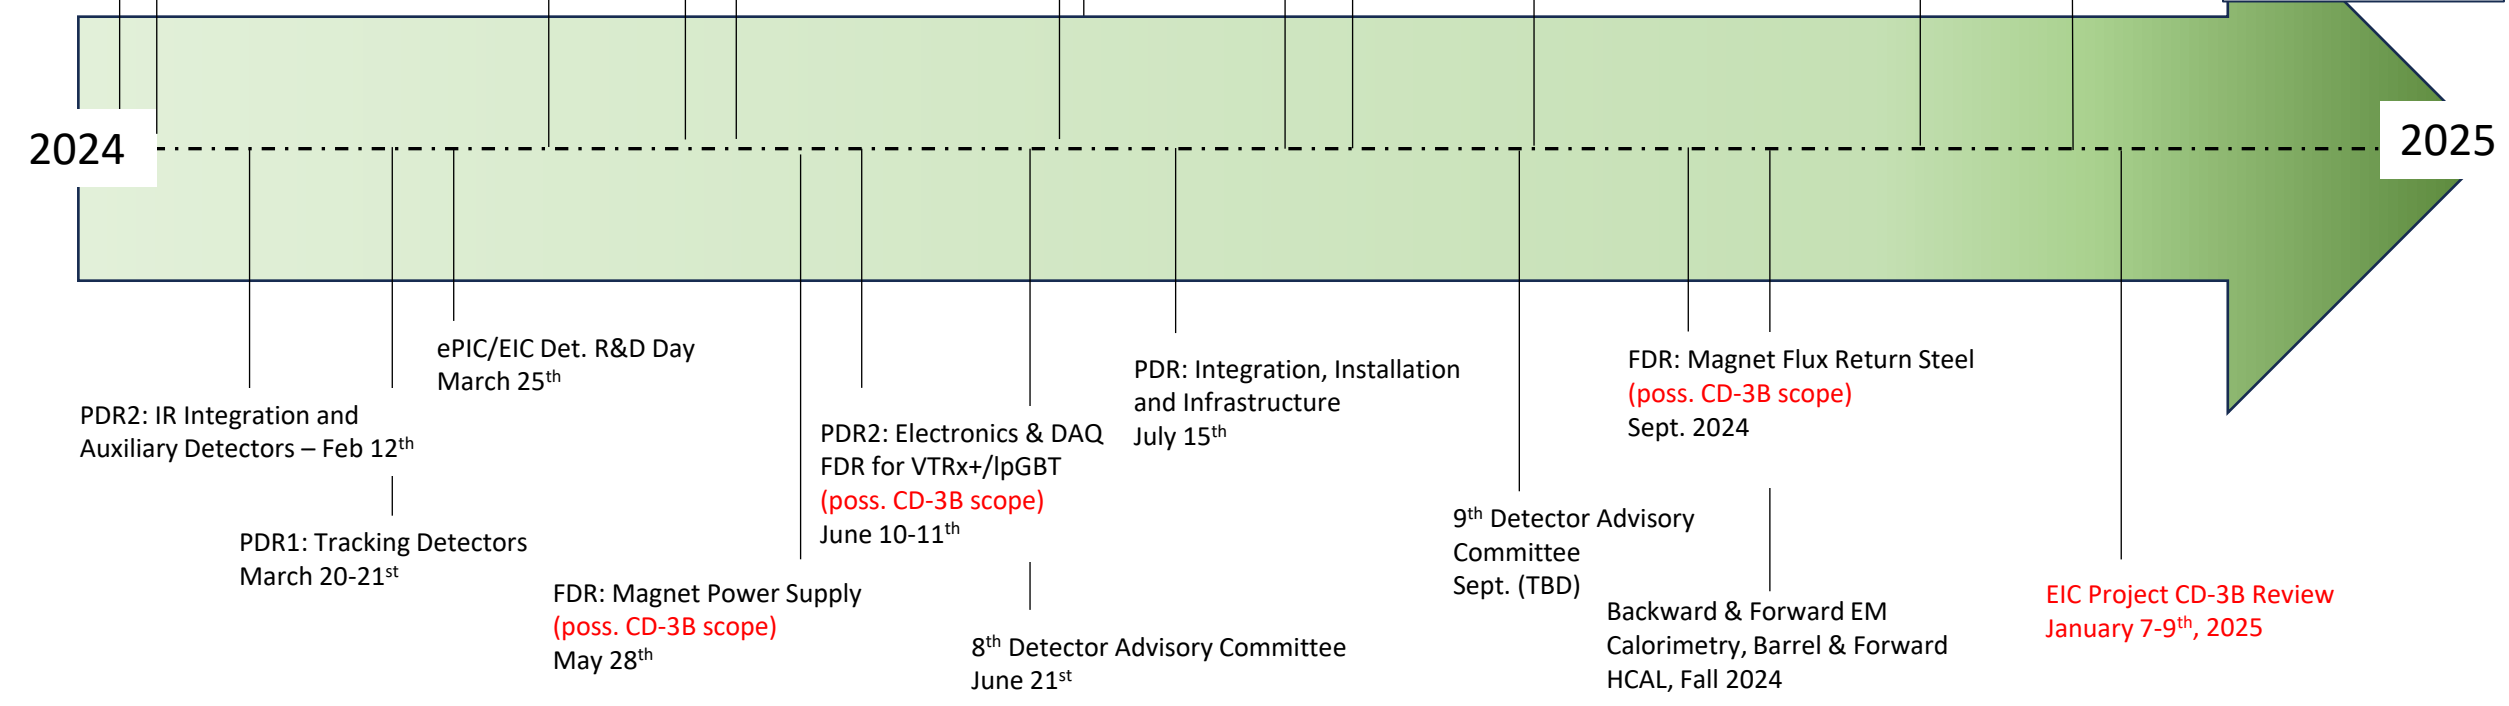 2024
2025
ePIC/EIC Det. R&D Day
March 25th
PDR2: IR Integration and
Auxiliary Detectors – Feb 12th
PDR1: Tracking Detectors
March 20-21st
FDR: Magnet Power Supply
(poss. CD-3B scope)
May 28th
PDR2: Electronics & DAQ
FDR for VTRx+/lpGBT
(poss. CD-3B scope)
June 10-11th
8th Detector Advisory Committee
June 21st
PDR: Integration, Installation
and Infrastructure
July 15th
9th Detector Advisory
Committee
Sept. (TBD)
FDR: Magnet Flux Return Steel
(poss. CD-3B scope)
Sept. 2024
Backward & Forward EM
Calorimetry, Barrel & Forward
HCAL, Fall 2024
EIC Project CD-3B Review
January 7-9th, 2025